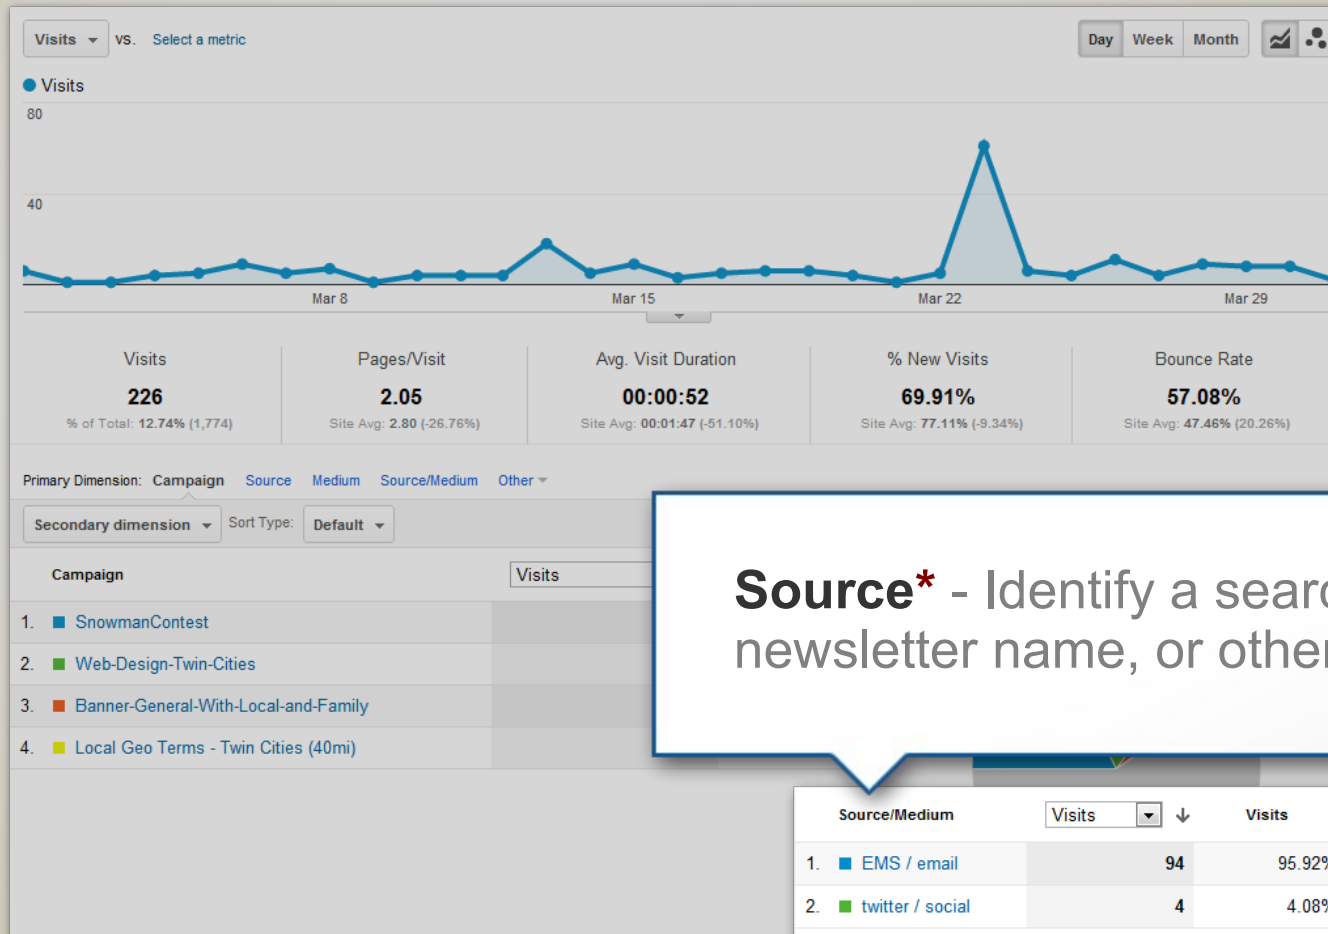 Visits vs. Select a metric Day Week Month
Visits
80
40
Mar 8 Mar 15 Mar 22 Mar 29
Visits Pages/Visit Avg. Visit Duration % New Visits Bounce Rate
226 2.05 00:00:52 69.91% 57.08%
% of Total: 12.74% (1,774) Site Avg: 2.80 (-26.76%) Site Avg: 00:01:47 (-51.10%) Site Avg: 77.11% (-9.34%) Site Avg: 47.46% (20.26%)
Primary Dimension: Campaign Source Medium Source/Medium Other
Secondary dimension Sort Type: Default
Campaign Visits
1. SnowmanContest
2. Web-Design-Twin-Cities
3. Banner-General-With-Local-and-Family
4. Local Geo Terms - Twin Cities (40mi)
Source* - Identify a searc
newsletter name, or other
Source/Medium Visits Visits
1. EMS / email 94 95.92%
2. twitter / social 4 4.08%